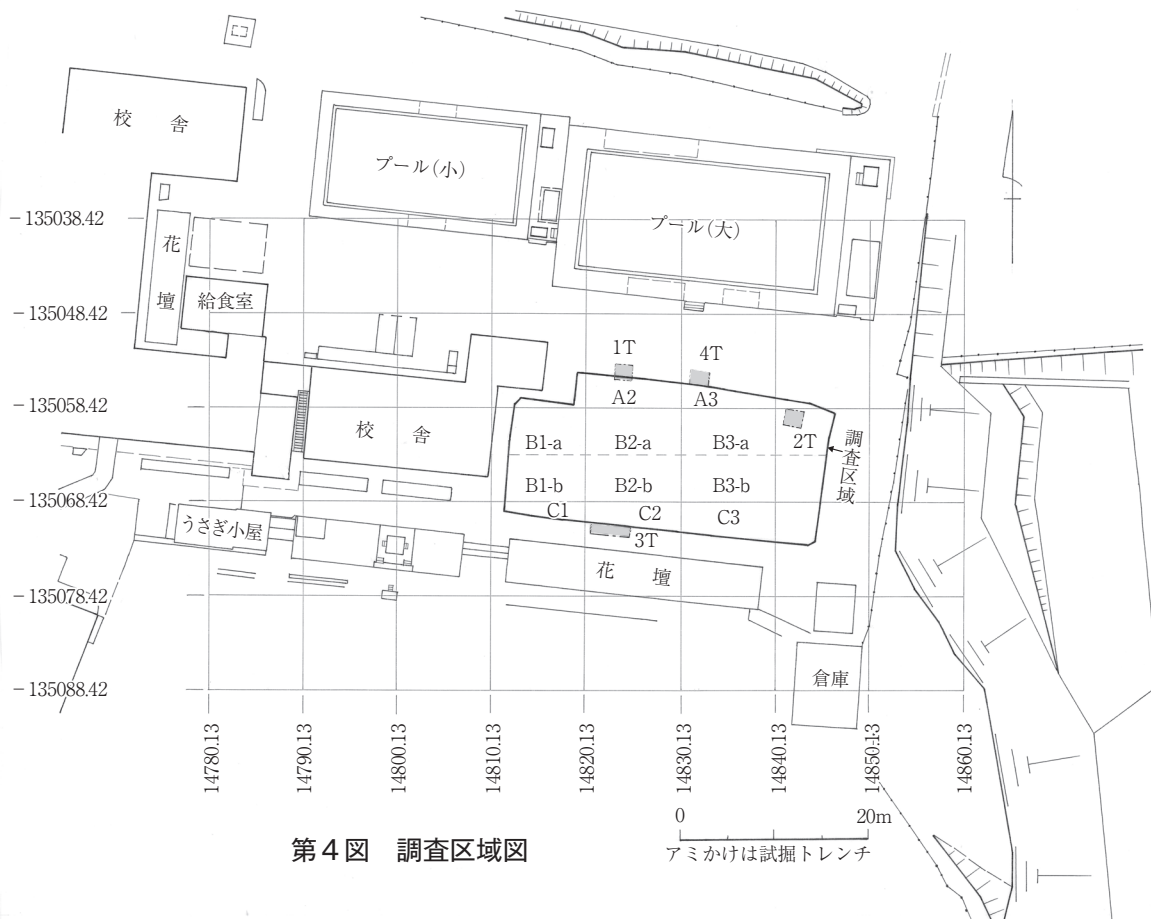 校 舎
プール(小)
プール(大)
-135038.42
花壇
給食室
-135048.42
1T
4T
A2
A3
-135058.42
2T
校 舎
B1-a
B2-a
B3-a
調査区域
B1-b
B2-b
B3-b
-135068.42
C1
C2
C3
うさぎ小屋
3T
花 壇
-135078.42
倉庫
-135088.42
14780.13
14790.13
14800.13
14810.13
14820.13
14830.13
14840.13
14850.13
14860.13
0
20m
アミかけは試掘トレンチ
第4図 調査区域図